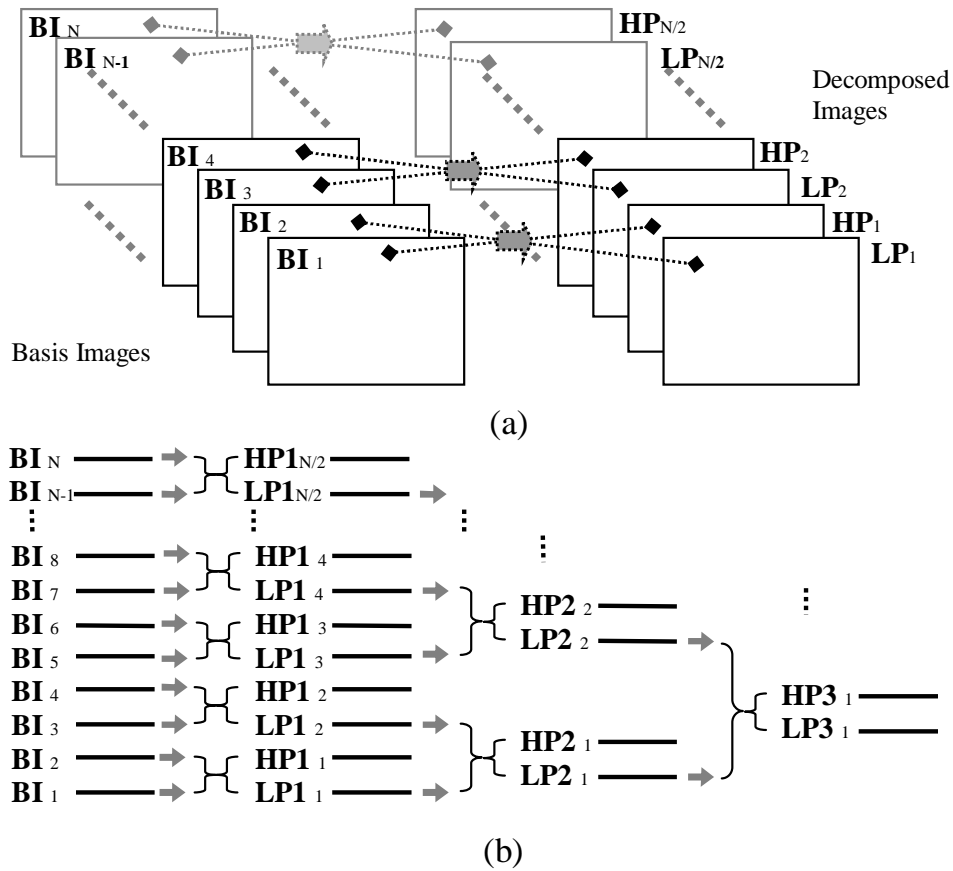 BI N
HP N/2
BI N-1
LP N/2
Decomposed
Images
BI 4
HP 2
BI 3
LP 2
BI 2
HP 1
BI 1
LP 1
Basis Images
(a)
BI N HP1 N/2
BI N-1 LP1 N/2
BI 8 HP1 4
BI 7 LP1 4
HP2 2
BI 6 HP1 3
LP2 2
BI 5 LP1 3
BI 4 HP1 2
HP3 1
BI 3 LP1 2
LP3 1
HP2 1
BI 2 HP1 1
LP2 1
BI 1 LP1 1
(b)